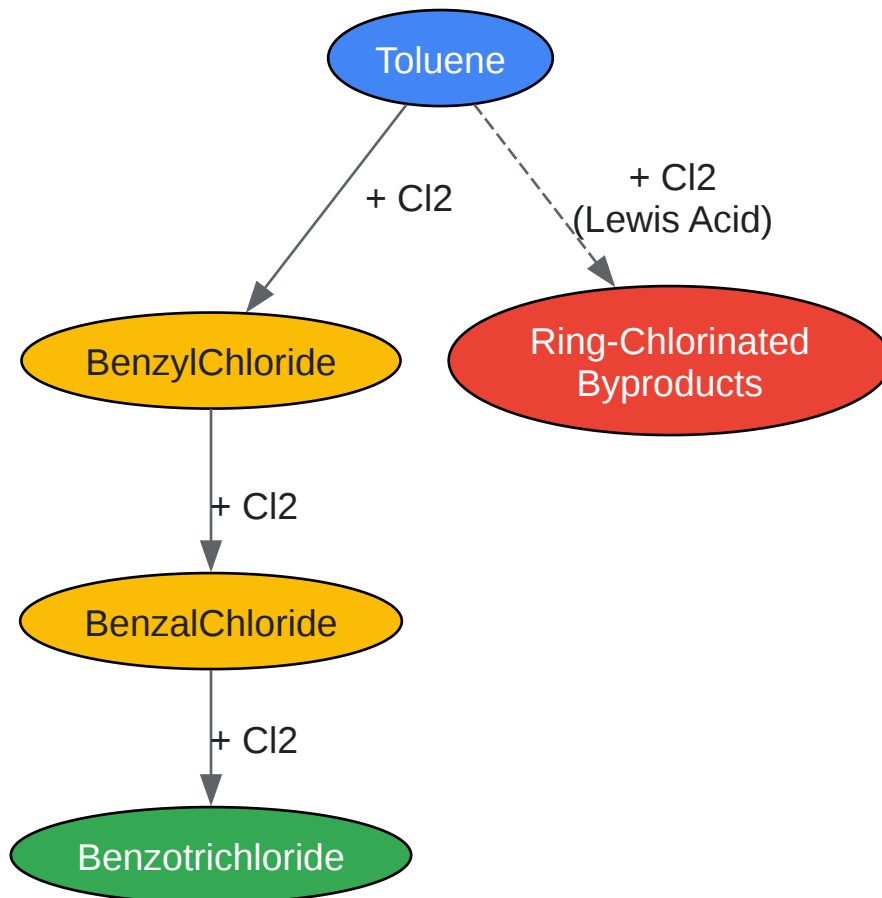 Toluene
+ Cl2
+ Cl2
(Lewis Acid)
BenzylChloride
Ring-Chlorinated
Byproducts
+ Cl2
BenzalChloride
+ Cl2
Benzotrichloride